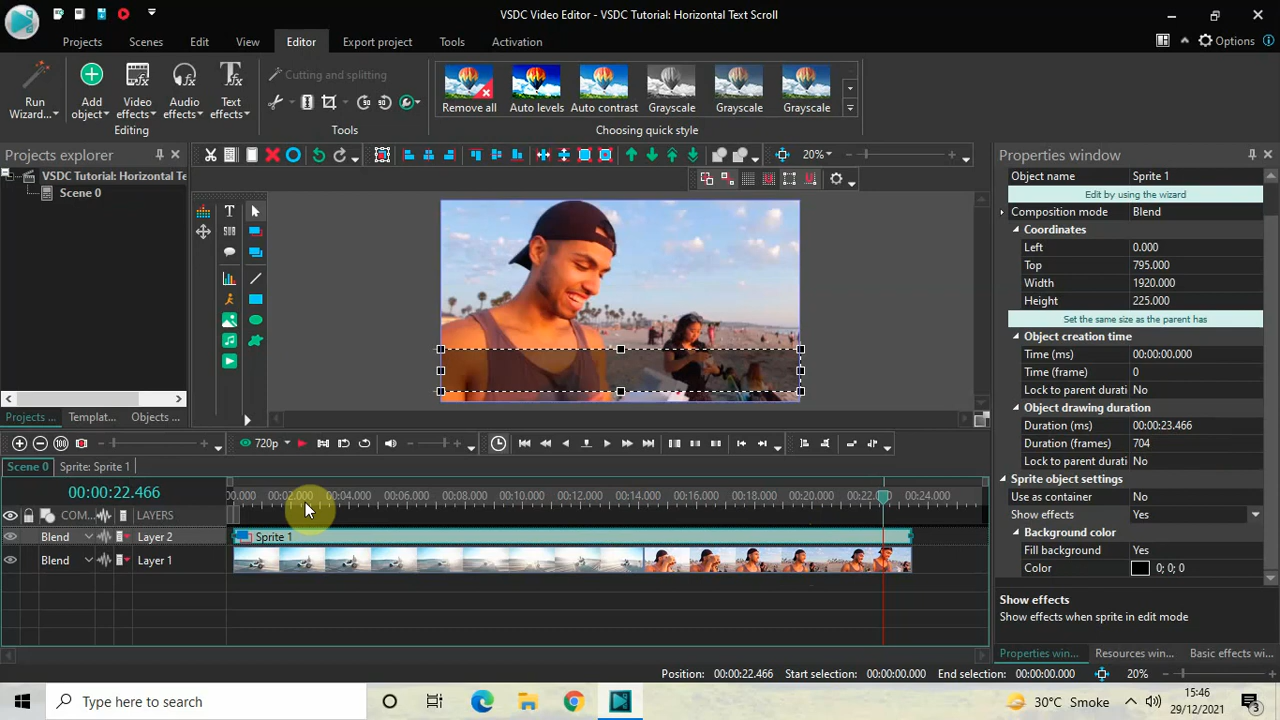 VSDC Video Editor - VSDC Tutorial: Horizontal Text Scroll
Projects Scenes Edit View Editor Export project Tools Activation Options
Run Wizard...
Add object
Video effects
Audio effects
Text effects
Editing
Cutting and splitting
Tools
Remove all
Auto levels
Auto contrast
Grayscale
Grayscale
Grayscale
Choosing quick style
Projects explorer
VSDC Tutorial: Horizontal Te
Scene 0
Projects ... Templat... Objects ...
20%
Properties window
Object name Sprite 1
Edit by using the wizard
Composition mode Blend
Coordinates
Left 0.000
Top 795.000
Width 1920.000
Height 225.000
Set the same size as the parent has
Object creation time
Time (ms) 00:00:00.000
Time (frame) 0
Lock to parent durati No
Object drawing duration
Duration (ms) 00:00:23.466
Duration (frames) 704
Lock to parent durati No
Sprite object settings
Use as container No
Show effects Yes
Background color
Fill background Yes
Color 0; 0; 0
Show effects
Show effects when sprite in edit mode
Properties win... Resources win... Basic effects wi...
720p
Scene 0 Sprite: Sprite 1
00:00:22.466
0.000 00:02.000 00:04.000 00:06.000 00:08.000 00:10.000 00:12.000 00:14.000 00:16.000 00:18.000 00:20.000 00:22. 00:24.000
COM... LAYERS
Blend Layer 2
Sprite 1
Blend Layer 1
Position: 00:00:22.466 Start selection: 00:00:00.000 End selection: 00:00:00.000 20%
Type here to search
30°C Smoke
15:46
29/12/2021
3